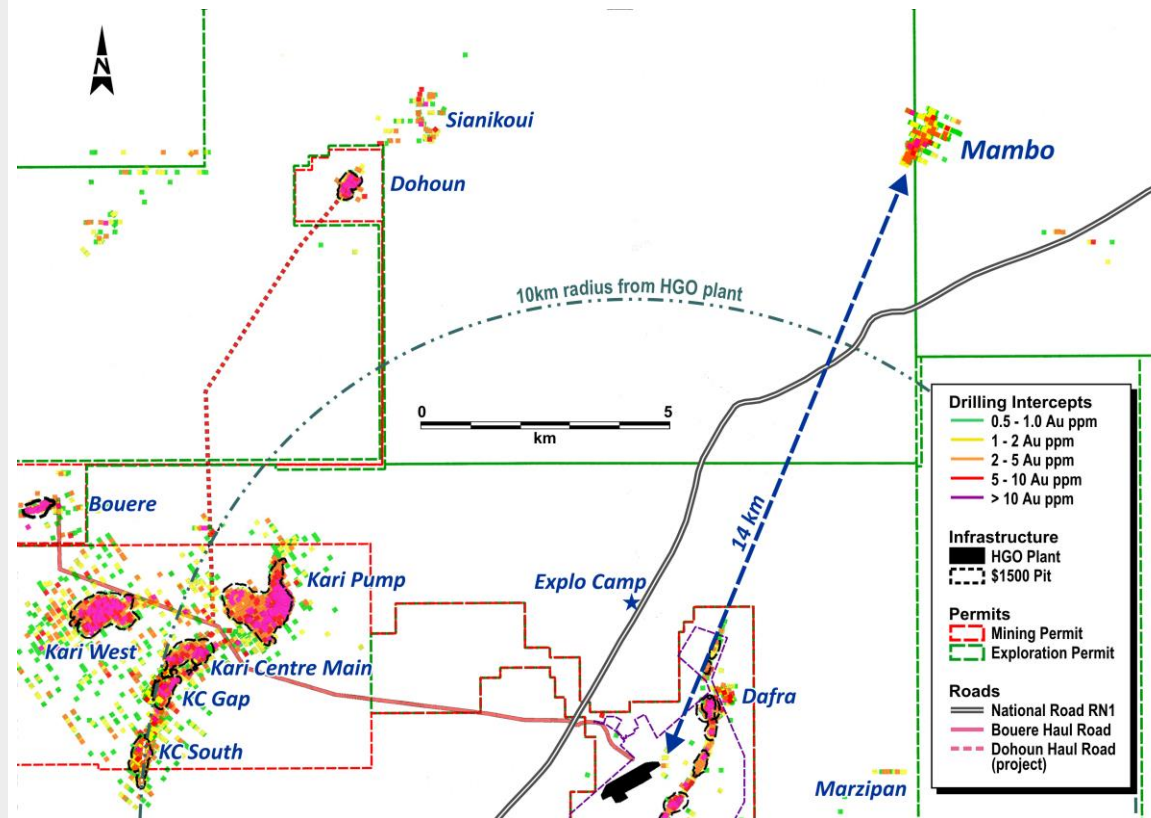 N
Sianikoui
Mambo
Dohoun
10km radius from HGO plant
0 5
km
14 km
Bouere
Kari Pump
Explo Camp
Kari West
Kari Centre Main
KC Gap
Dafra
KC South
Marzipan
Drilling Intercepts
0.5 - 1.0 Au ppm
1 - 2 Au ppm
2 - 5 Au ppm
5 - 10 Au ppm
> 10 Au ppm
Infrastructure
HGO Plant
$1500 Pit
Permits
Mining Permit
Exploration Permit
Roads
National Road RN1
Bouere Haul Road
Dohoun Haul Road
(project)